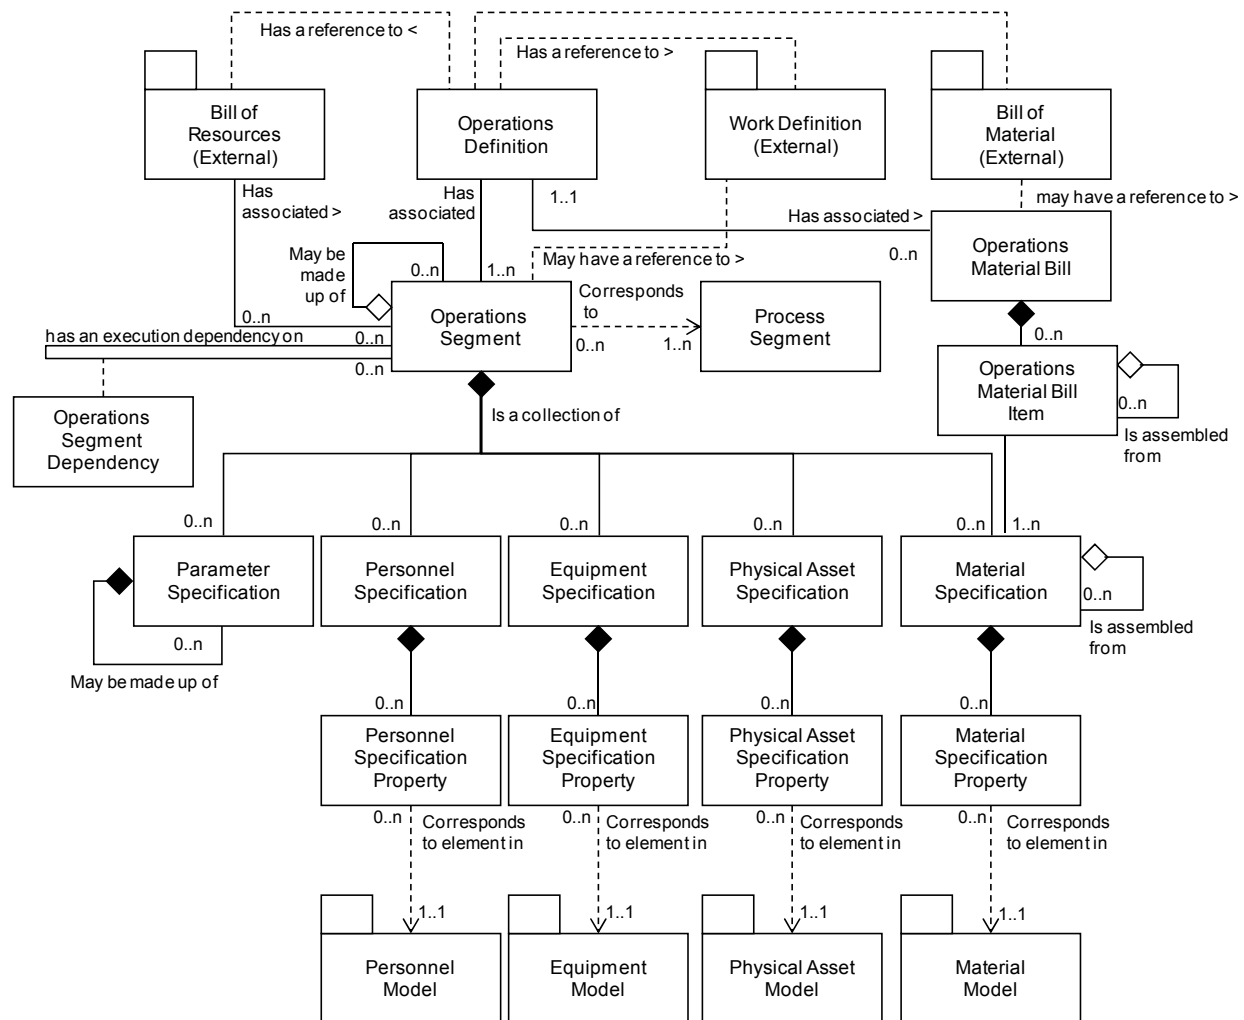 Has a reference to <
Has a reference to >
Bill of
Resources
(External)
Operations
Definition
Work Definition
(External)
Bill of
Material
(External)
Has
associated >
Has
associated
1..1
Has associated >
0..n
may have a reference to >
Operations
Material Bill
May be
made
up of
0..n
1..n
May have a reference to >
Corresponds
to
0..n
1..n
Operations
Segment
Process
Segment
0..n
has an execution dependency on
0..n
0..n
0..n
Operations
Material Bill
Item
0..n
Is assembled
from
Operations
Segment
Dependency
Is a collection of
0..n
0..n
0..n
0..n
0..n
1..n
Parameter
Specification
Personnel
Specification
Equipment
Specification
Physical Asset
Specification
Material
Specification
0..n
Is assembled
from
0..n
May be made up of
0..n
0..n
0..n
0..n
Personnel
Specification
Property
Equipment
Specification
Property
Physical Asset
Specification
Property
Material
Specification
Property
0..n
Corresponds
to element in
0..n
Corresponds
to element in
0..n
Corresponds
to element in
0..n
Corresponds
to element in
1..1
1..1
1..1
1..1
Personnel
Model
Equipment
Model
Physical Asset
Model
Material
Model